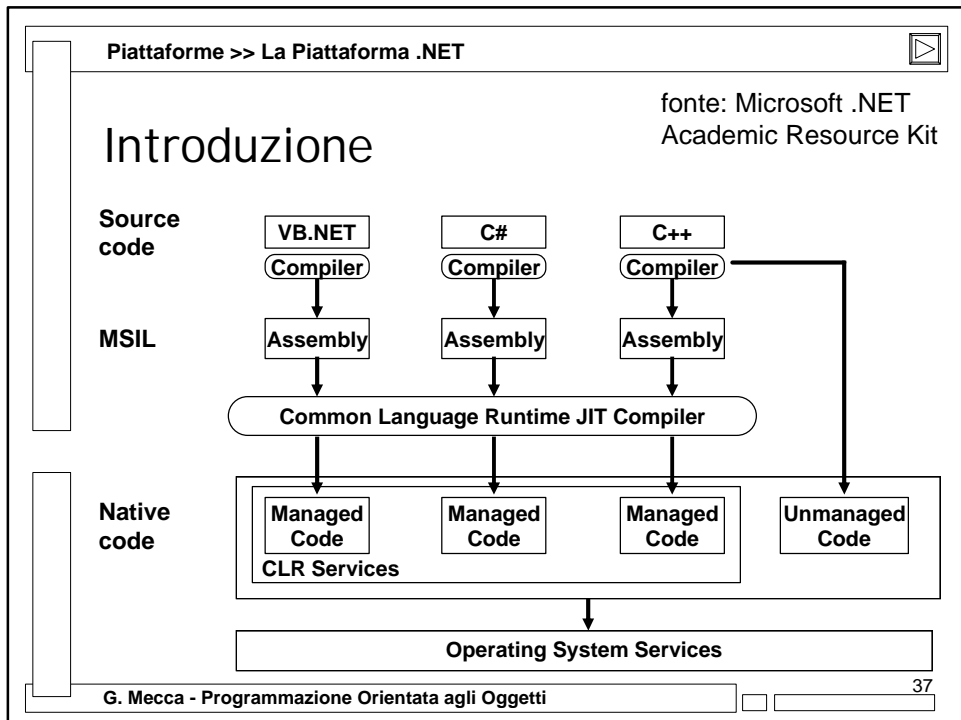 Piattaforme >> La Piattaforma .NET
fonte: Microsoft .NET
Academic Resource Kit
Introduzione
Source
code
VB.NET
C#
C++
Compiler
Compiler
Compiler
MSIL
Assembly
Assembly
Assembly
Common Language Runtime JIT Compiler
Native
code
Managed
Code
Managed
Code
Managed
Code
Unmanaged
Code
CLR Services
Operating System Services
G. Mecca - Programmazione Orientata agli Oggetti
37